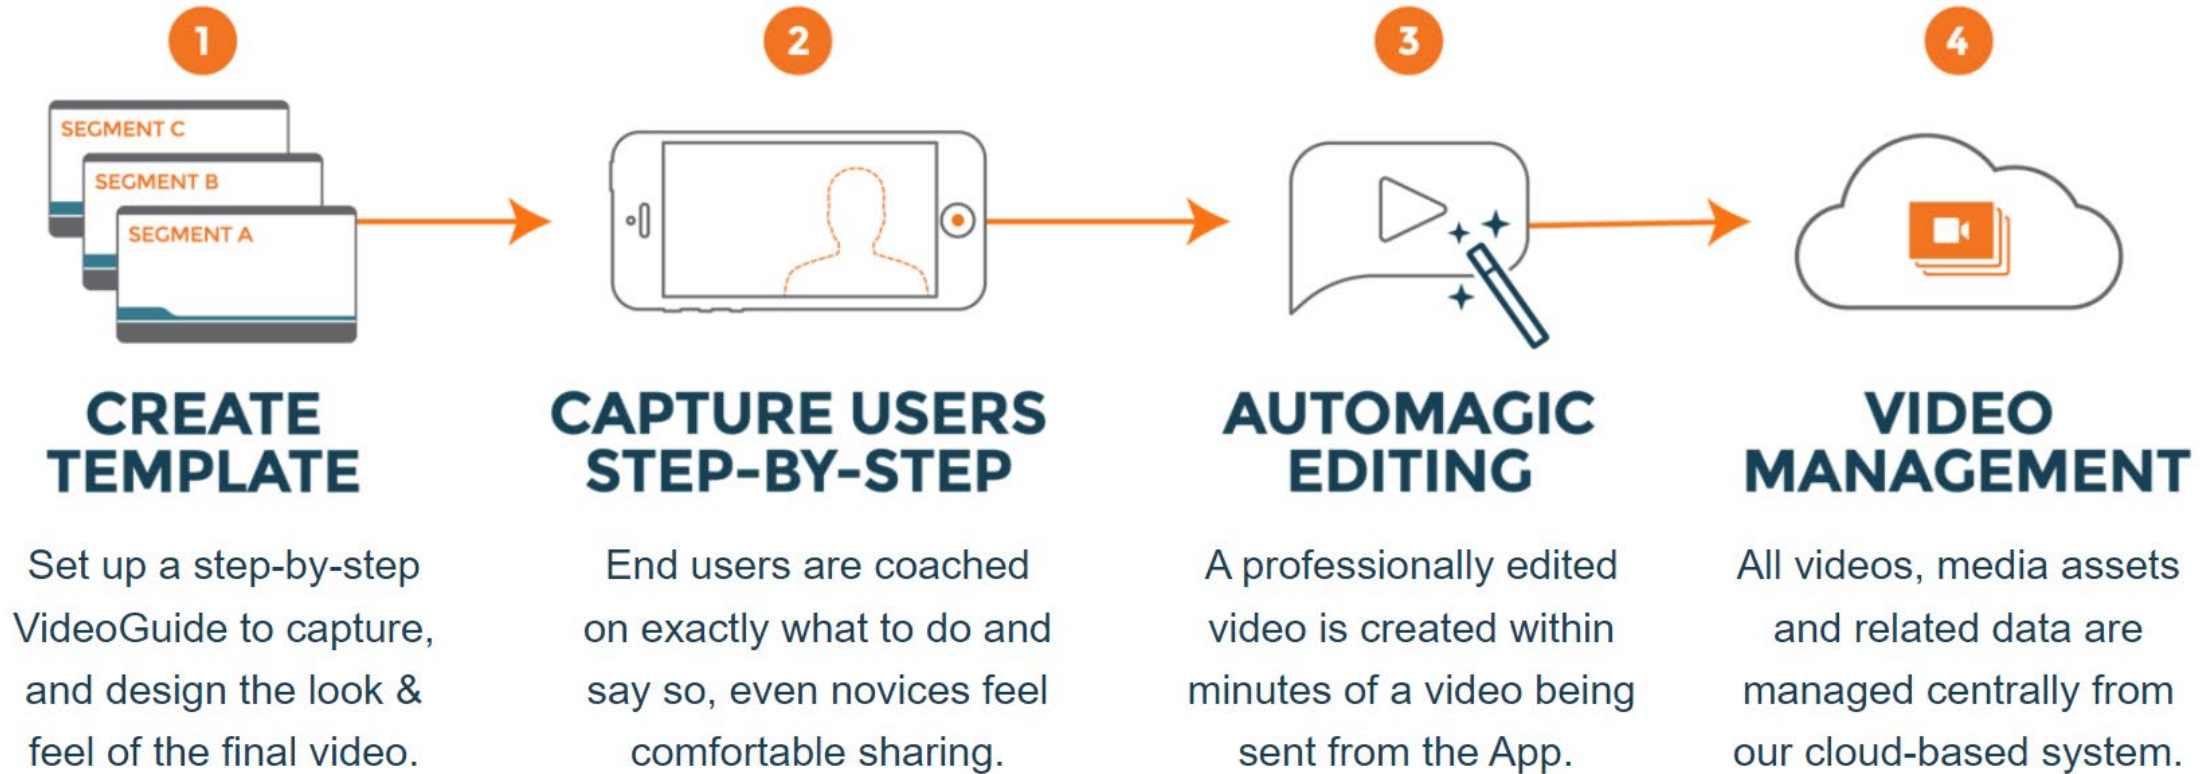 1
SEGMENT C
SEGMENT B
SEGMENT A
CREATE
TEMPLATE
Set up a step-by-step
VideoGuide to capture,
and design the look &
feel of the final video.
2
CAPTURE USERS
STEP-BY-STEP
End users are coached
on exactly what to do and
say so, even novices feel
comfortable sharing.
3
AUTOMAGIC
EDITING
A professionally edited
video is created within
minutes of a video being
sent from the App.
4
VIDEO
MANAGEMENT
All videos, media assets
and related data are
managed centrally from
our cloud-based system.